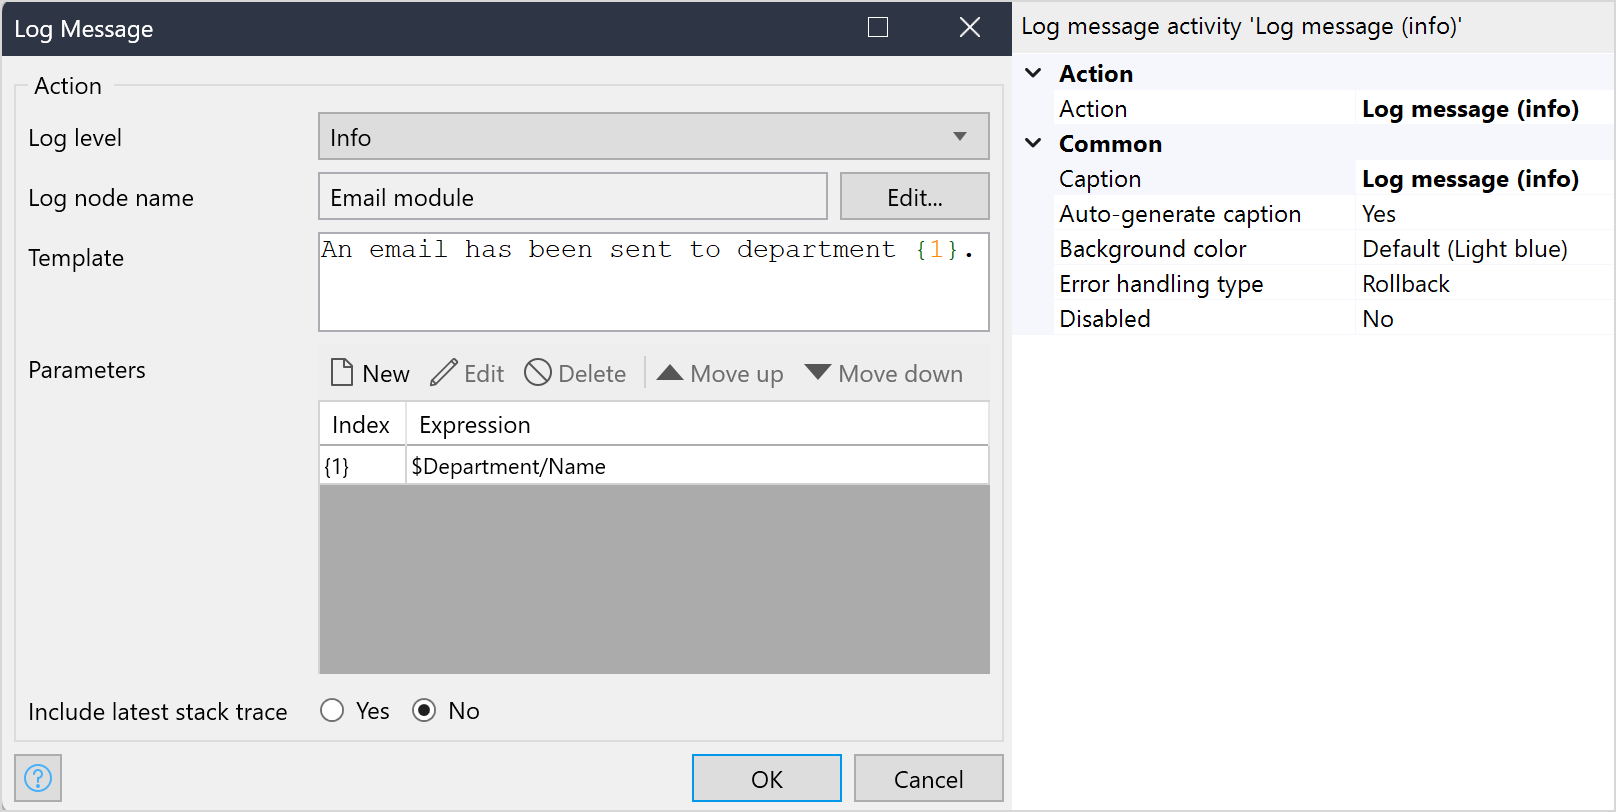 Log Message
Action
Log level
Info
Log node name
Email module
Edit...
Template
An email has been sent to department {1}.
Parameters
New Edit Delete Move up Move down
Index Expression
{1} $Department/Name
Include latest stack trace
Yes No
?
OK
Cancel
Log message activity 'Log message (info)'
Action
Action Log message (info)
Common
Caption Log message (info)
Auto-generate caption Yes
Background color Default (Light blue)
Error handling type Rollback
Disabled No